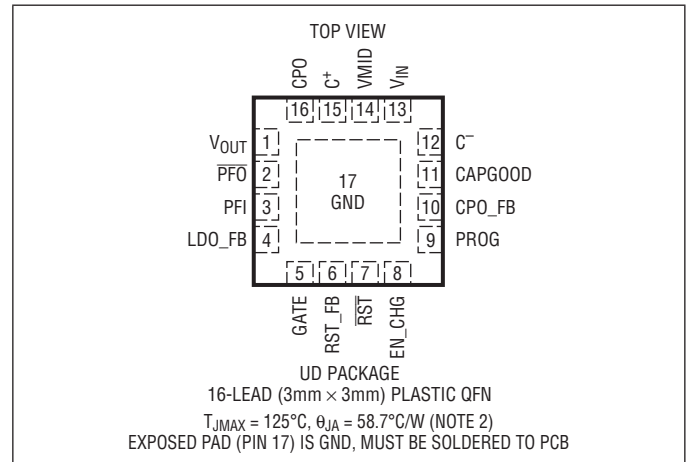 TOP VIEW
CPO
C+
VMID
VIN
16 15 14 13
VOUT 1
PFO 2
PFI 3
LDO_FB 4
17
GND
12 C–
11 CAPGOOD
10 CPO_FB
9 PROG
5 6 7 8
GATE
RST_FB
RST
EN_CHG
UD PACKAGE
16-LEAD (3mm × 3mm) PLASTIC QFN
TJMAX = 125°C, θJA = 58.7°C/W (NOTE 2)
EXPOSED PAD (PIN 17) IS GND, MUST BE SOLDERED TO PCB